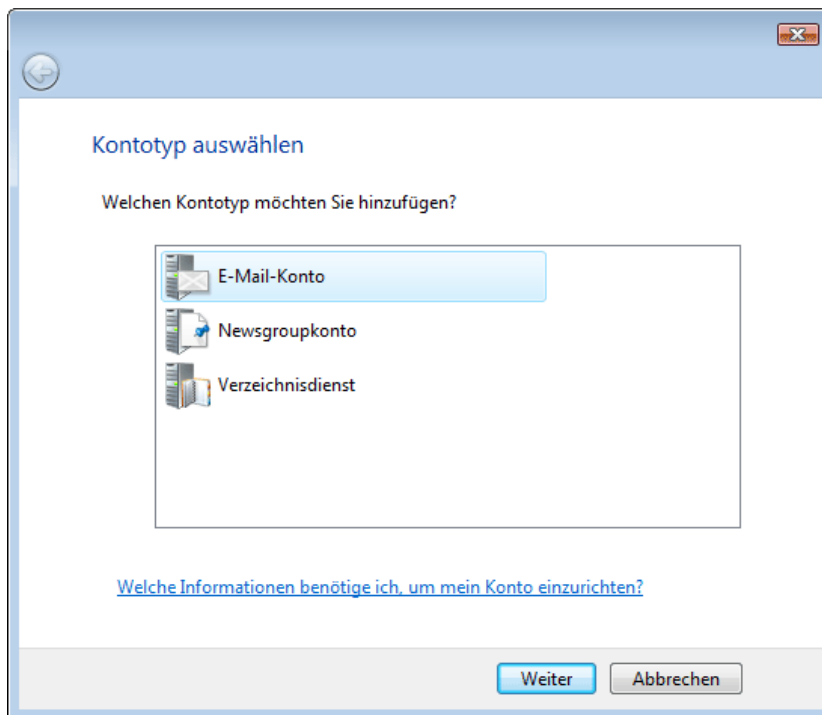 Kontotyp auswählen
Welchen Kontotyp möchten Sie hinzufügen?
E-Mail-Konto
Newsgroupkonto
Verzeichnisdienst
Welche Informationen benötige ich, um mein Konto einzurichten?
Weiter Abbrechen